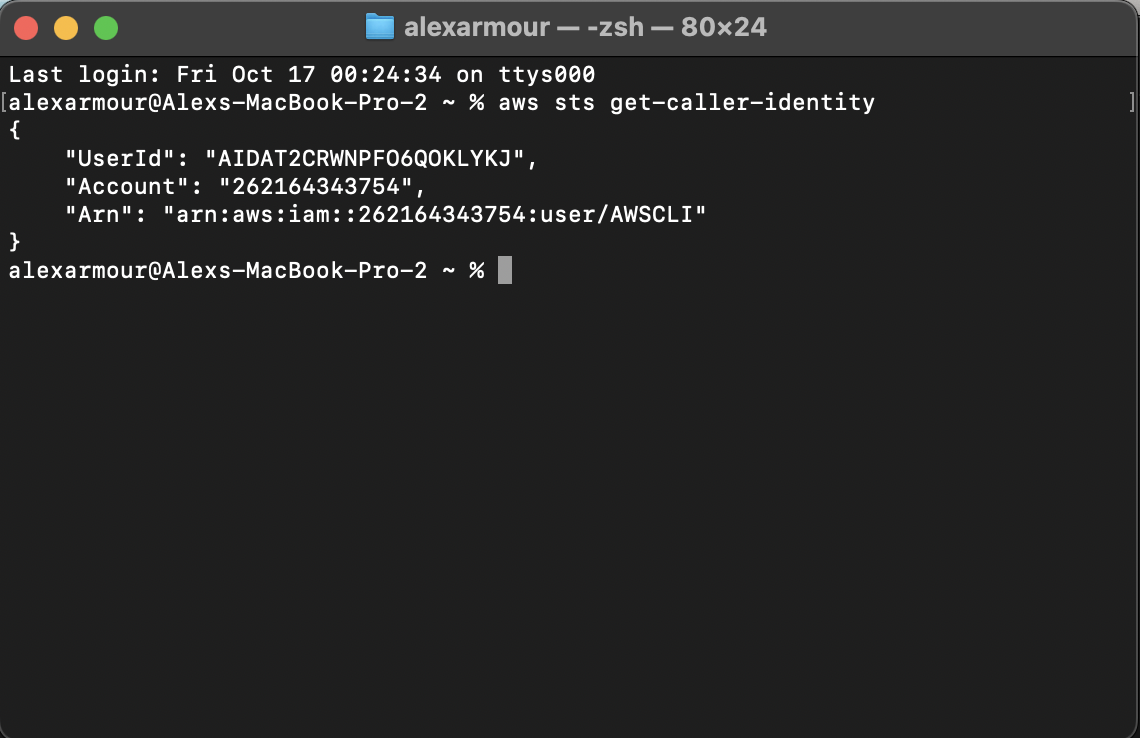 alexarmour — -zsh — 80×24
Last login: Fri Oct 17 00:24:34 on ttys000
[alexarmour@Alexs-MacBook-Pro-2 ~ % aws sts get-caller-identity ]
{
    "UserId": "AIDAT2CRWNPFO6QOKLYKJ",
    "Account": "262164343754",
    "Arn": "arn:aws:iam::262164343754:user/AWSCLI"
}
alexarmour@Alexs-MacBook-Pro-2 ~ %